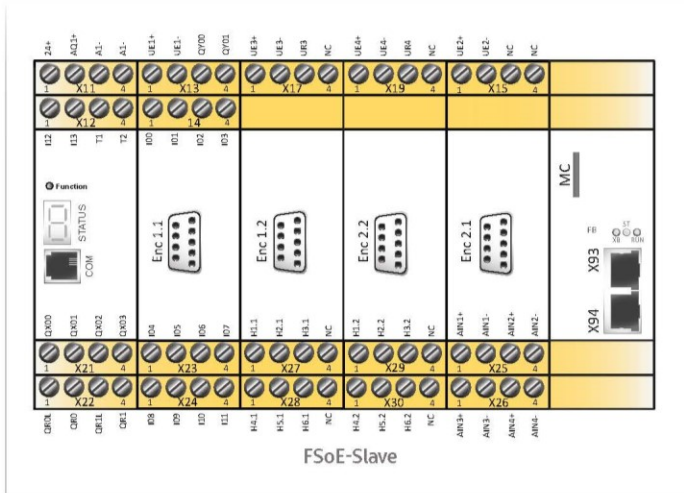 24+ AQ1+ A1- A1- UE1+ UE1- QY00 QY01 UE3+ UE3- UR3 NC UE4+ UE4- UR4 NC UE2+ UE2- NC NC
1 X11 4 1 X13 4 1 X17 4 1 X19 4 1 X15 4
1 X12 4 1 14 4
I12 I13 T1 T2 I00 I01 I02 I03
MC
Function
STATUS
COM
Enc 1.1
Enc 1.2
Enc 2.2
Enc 2.1
FB
ST
XB RUN
X93
X94
QX00 QX01 QX02 QX03 I04 I05 I06 I07 H1.1 H2.1 H3.1 NC H1.2 H2.2 H3.2 NC AIN1+ AIN1- AIN2+ AIN2-
1 X21 4 1 X23 4 1 X27 4 1 X29 4 1 X25 4
1 X22 4 1 X24 4 1 X28 4 1 X30 4 1 X26 4
QR0L QR0 QR1L QR1 I08 I09 I10 I11 H4.1 H5.1 H6.1 NC H4.2 H5.2 H6.2 NC AIN3+ AIN3- AIN4+ AIN4-
FSoE-Slave